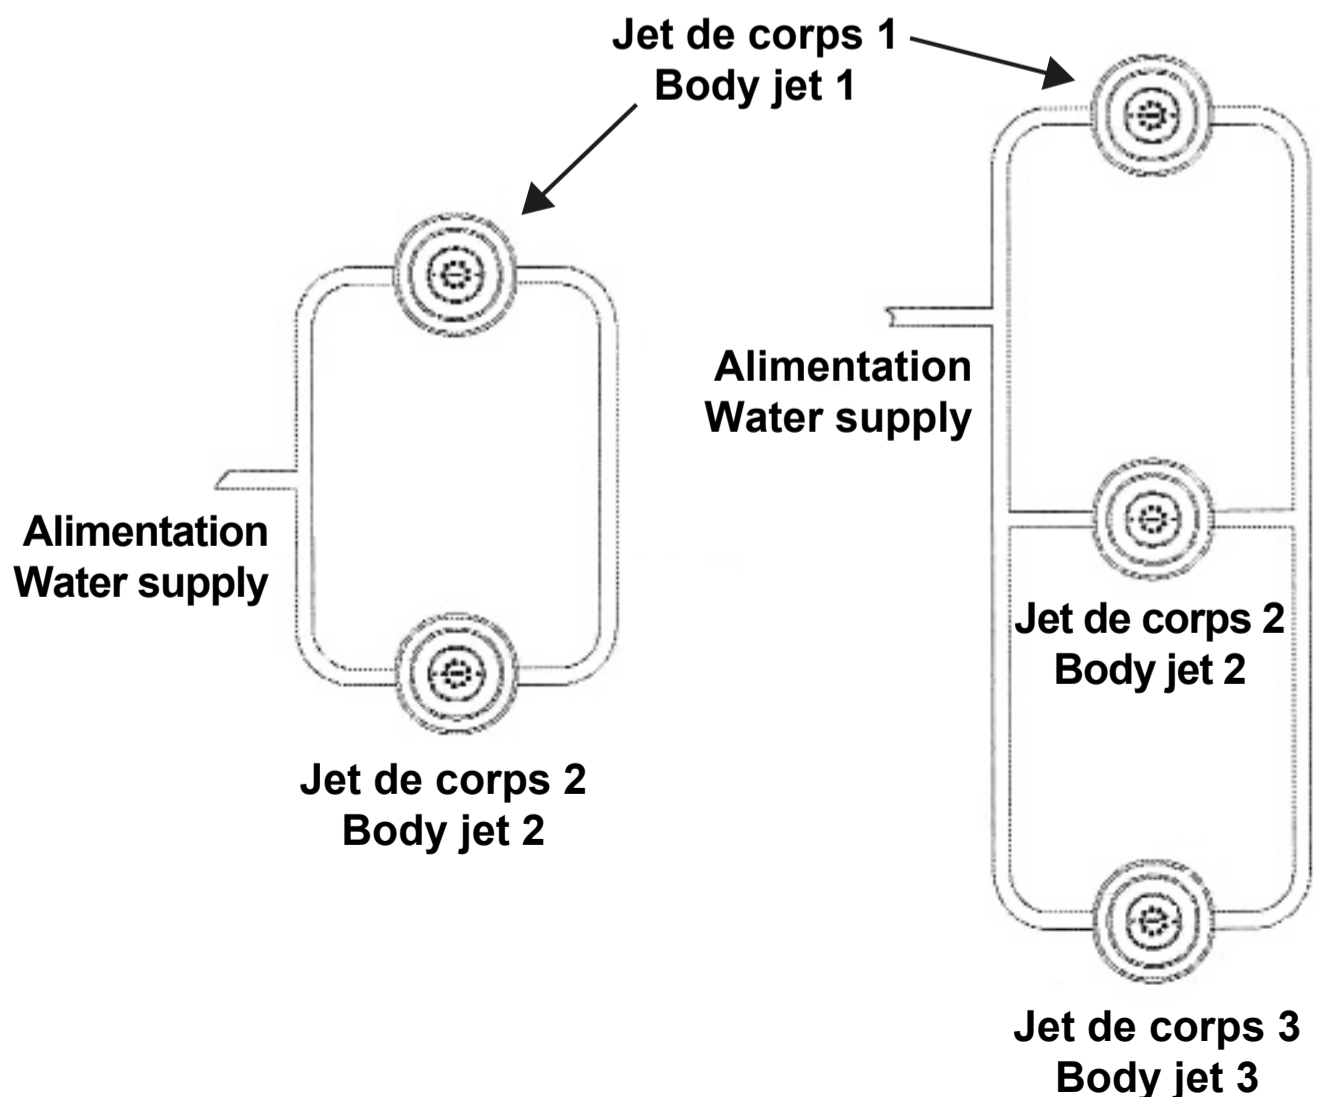 Jet de corps 1
Body jet 1
Alimentation
Water supply
Alimentation
Water supply
Jet de corps 2
Body jet 2
Jet de corps 2
Body jet 2
Jet de corps 3
Body jet 3